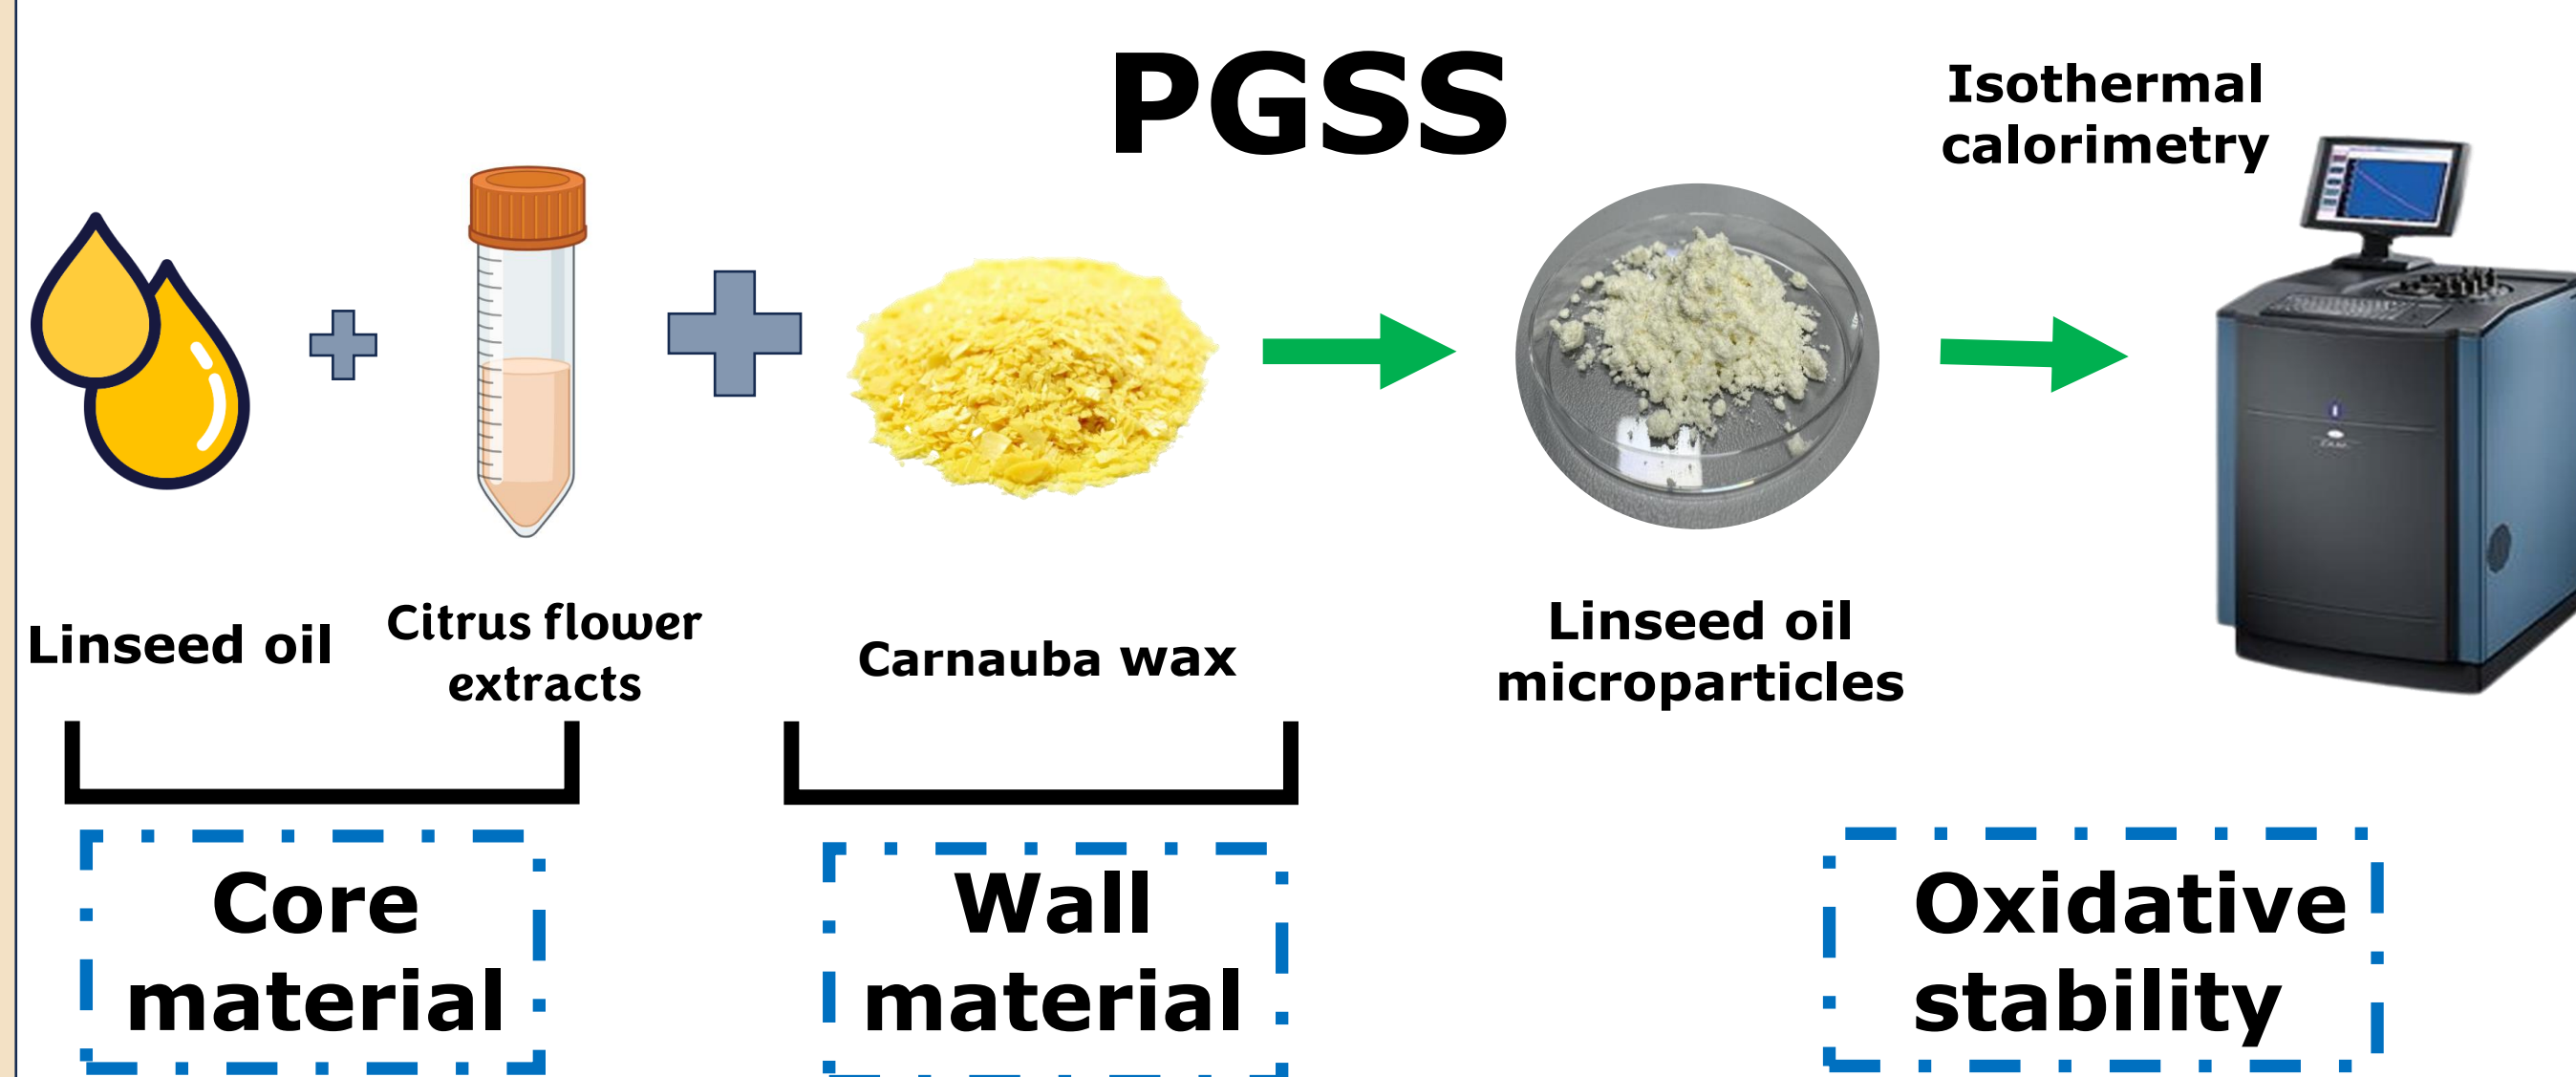 PGSS
Isothermal
calorimetry
Linseed oil
Citrus flower
extracts
Carnauba wax
Linseed oil
microparticles
Core
material
Wall
material
Oxidative
stability